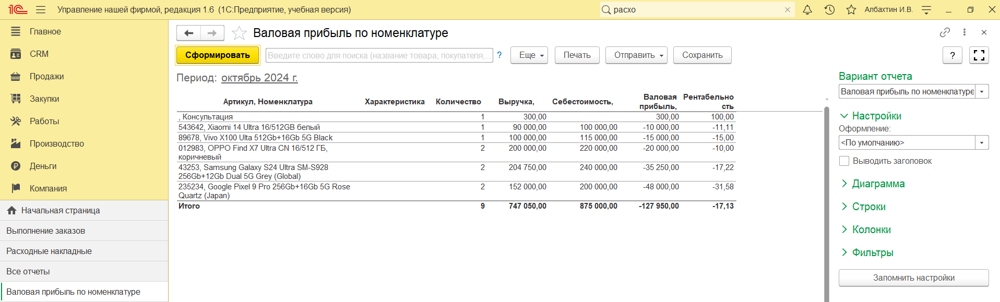 1С Управление нашей фирмой, редакция 1.6 (1С:Предприятие, учебная версия) расхо Албахтин И.В.
Главное
CRM
Продажи
Закупки
Работы
Производство
Деньги
Компания
Начальная страница
Выполнение заказов
Расходные накладные
Все отчеты
Валовая прибыль по номенклатуре
Валовая прибыль по номенклатуре
Сформировать Введите слово для поиска (название товара, покупателя,... ? Еще Печать Отправить Сохранить ?
Период: октябрь 2024 г.
Артикул, Номенклатура Характеристика Количество Выручка, Себестоимость, Валовая прибыль, Рентабельно сть
, Консультация 1 300,00 300,00 100,00
543642, Xiaomi 14 Ultra 16/512GB белый 1 90 000,00 100 000,00 -10 000,00 -11,11
89678, Vivo X100 Ulta 512Gb+16Gb 5G Black 1 100 000,00 115 000,00 -15 000,00 -15,00
012983, OPPO Find X7 Ultra CN 16/512 ГБ, 2 200 000,00 220 000,00 -20 000,00 -10,00
коричневый
43253, Samsung Galaxy S24 Ultra SM-S928 2 204 750,00 240 000,00 -35 250,00 -17,22
256Gb+12Gb Dual 5G Grey (Global)
235234, Google Pixel 9 Pro 256Gb+16Gb 5G Rose 2 152 000,00 200 000,00 -48 000,00 -31,58
Quartz (Japan)
Итого 9 747 050,00 875 000,00 -127 950,00 -17,13
Вариант отчета
Валовая прибыль по номенклатуре
Настройки
Оформление:
<По умолчанию>
Выводить заголовок
Диаграмма
Строки
Колонки
Фильтры
Запомнить настройки